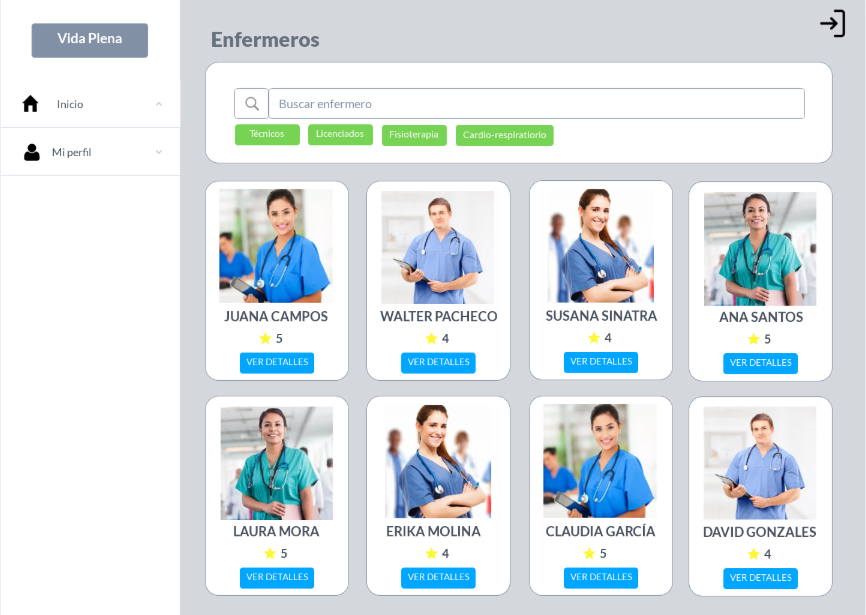 Vida Plena
Inicio
Mi perfil
Enfermeros
Buscar enfermero
Técnicos
Licenciados
Fisioterapia
Cardio-respiratiorio
JUANA CAMPOS
5
VER DETALLES
WALTER PACHECO
4
VER DETALLES
SUSANA SINATRA
4
VER DETALLES
ANA SANTOS
5
VER DETALLES
LAURA MORA
5
VER DETALLES
ERIKA MOLINA
4
VER DETALLES
CLAUDIA GARCÍA
5
VER DETALLES
DAVID GONZALES
4
VER DETALLES